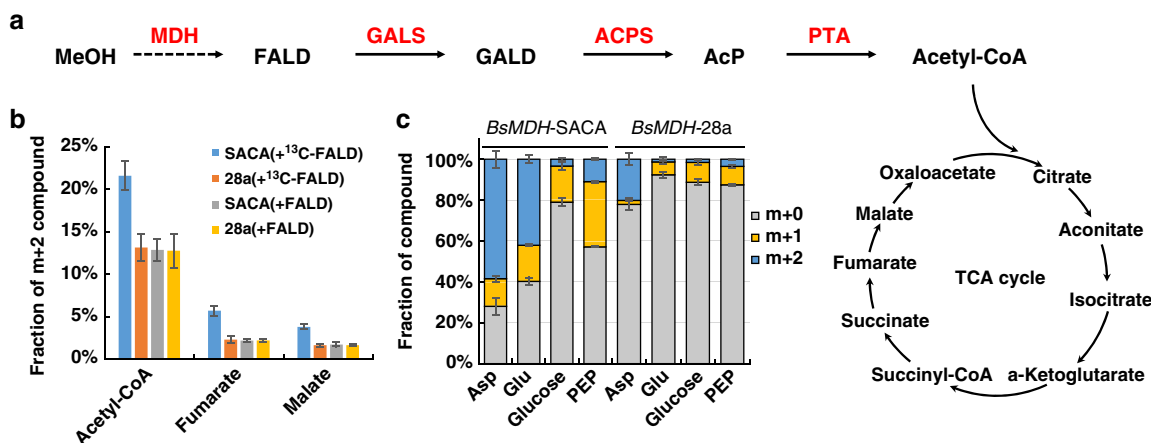 a
MDH
GALS
ACPS
PTA
MeOH
FALD
GALD
AcP
Acetyl-CoA
b
Fraction of m+2 compound
25%
20%
15%
10%
5%
0%
SACA(+¹³C-FALD)
28a(+¹³C-FALD)
SACA(+FALD)
28a(+FALD)
Acetyl-CoA
Fumarate
Malate
c
BsMDH-SACA
BsMDH-28a
Fraction of compound
100%
80%
60%
40%
20%
0%
Asp
Glu
Glucose
PEP
Asp
Glu
Glucose
PEP
m+0
m+1
m+2
Oxaloacetate
Citrate
Malate
Aconitate
Fumarate
TCA cycle
Isocitrate
Succinate
Succinyl-CoA
a-Ketoglutarate